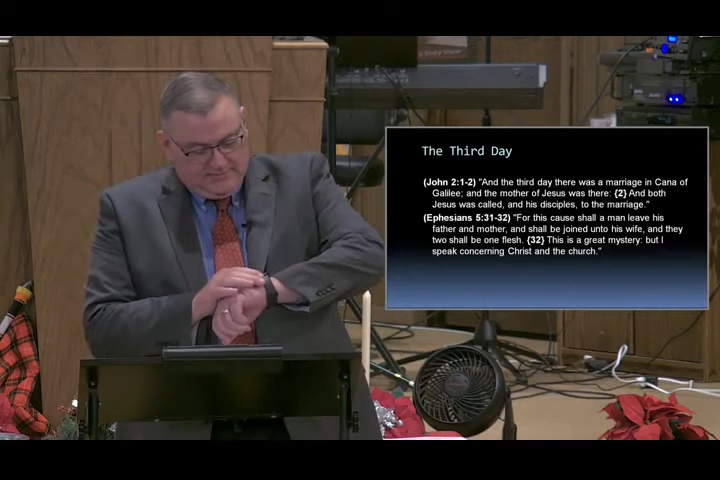 The Third Day
(John 2:1-2) "And the third day there was a marriage in Cana of
Galilee; and the mother of Jesus was there: {2} And both
Jesus was called, and his disciples, to the marriage."
(Ephesians 5:31-32) "For this cause shall a man leave his
father and mother, and shall be joined unto his wife, and they
two shall be one flesh. {32} This is a great mystery: but I
speak concerning Christ and the church."